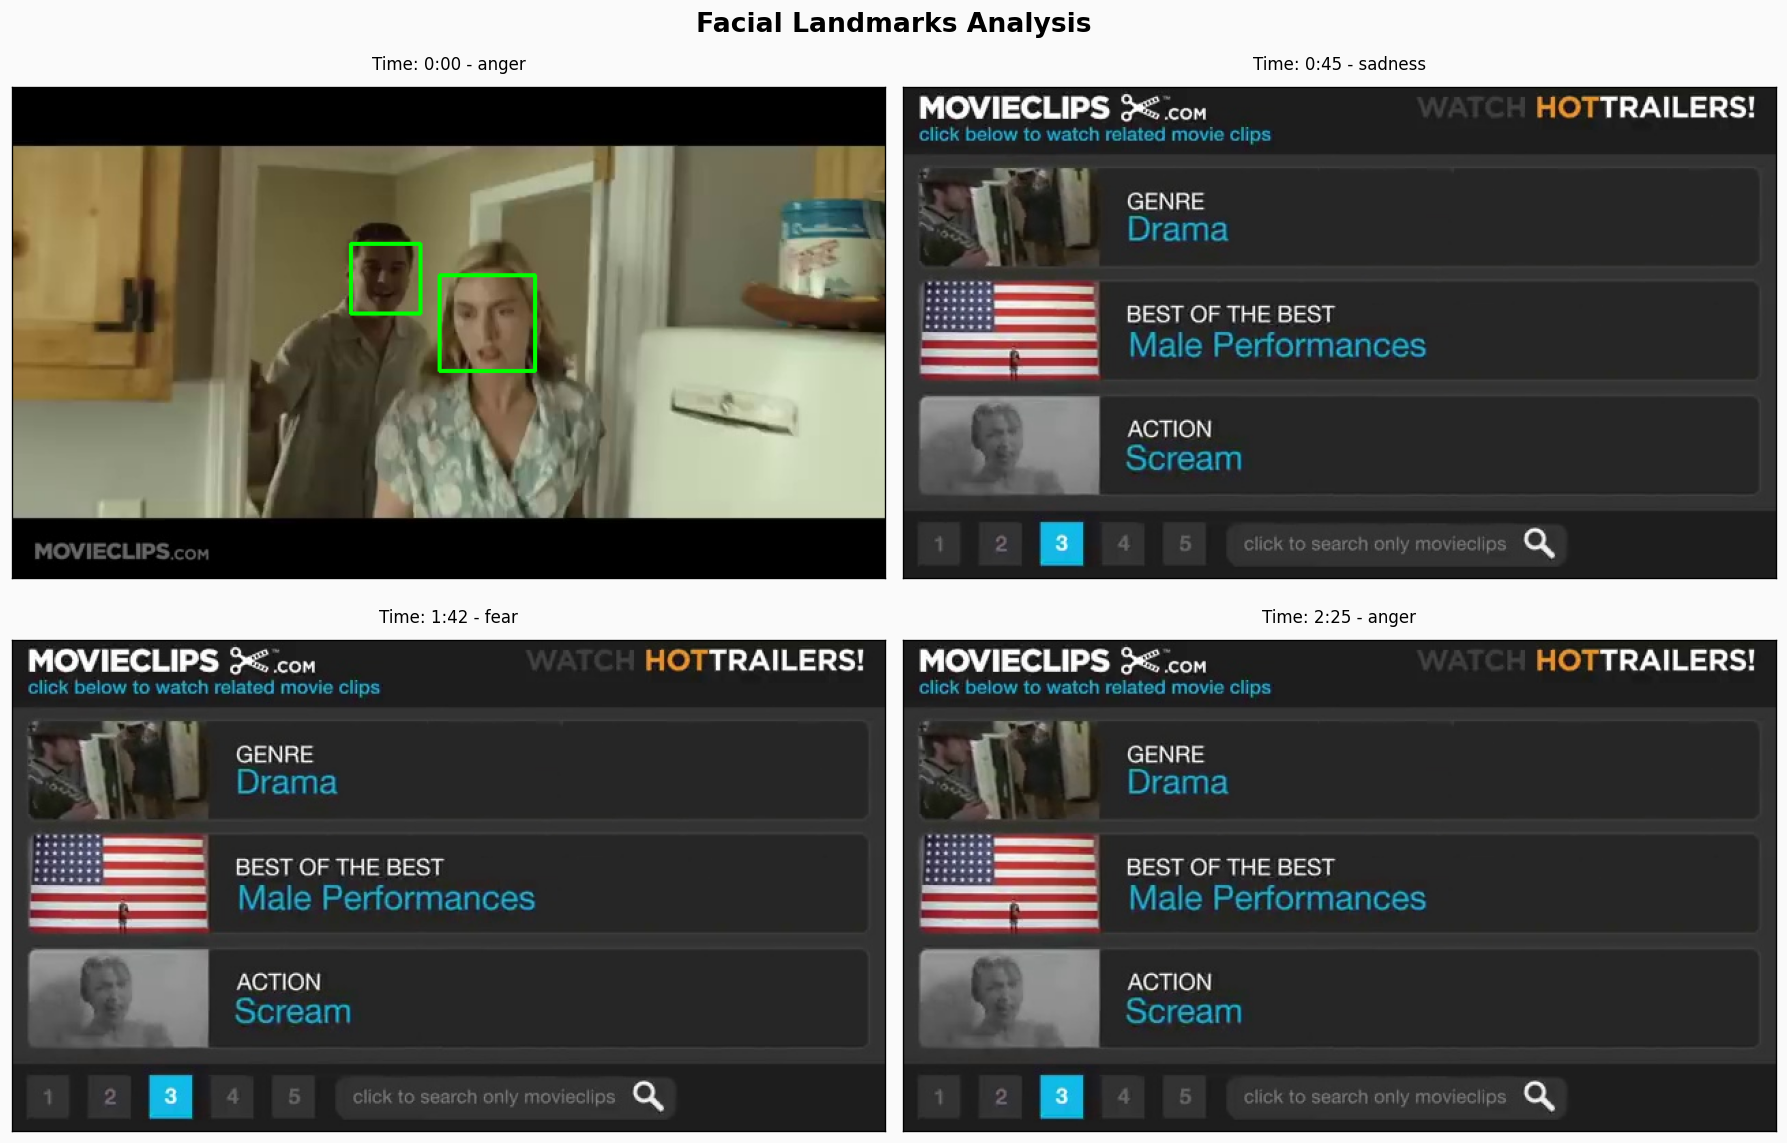 Facial Landmarks Analysis
Time: 0:00 - anger
MOVIECLIPS.COM
Time: 0:45 - sadness
MOVIECLIPS ™.COM
WATCH HOTTRAILERS!
click below to watch related movie clips
GENRE
Drama
BEST OF THE BEST
Male Performances
ACTION
Scream
1 2 3 4 5 click to search only movieclips
Time: 1:42 - fear
MOVIECLIPS ™.COM
WATCH HOTTRAILERS!
click below to watch related movie clips
GENRE
Drama
BEST OF THE BEST
Male Performances
ACTION
Scream
1 2 3 4 5 click to search only movieclips
Time: 2:25 - anger
MOVIECLIPS ™.COM
WATCH HOTTRAILERS!
click below to watch related movie clips
GENRE
Drama
BEST OF THE BEST
Male Performances
ACTION
Scream
1 2 3 4 5 click to search only movieclips